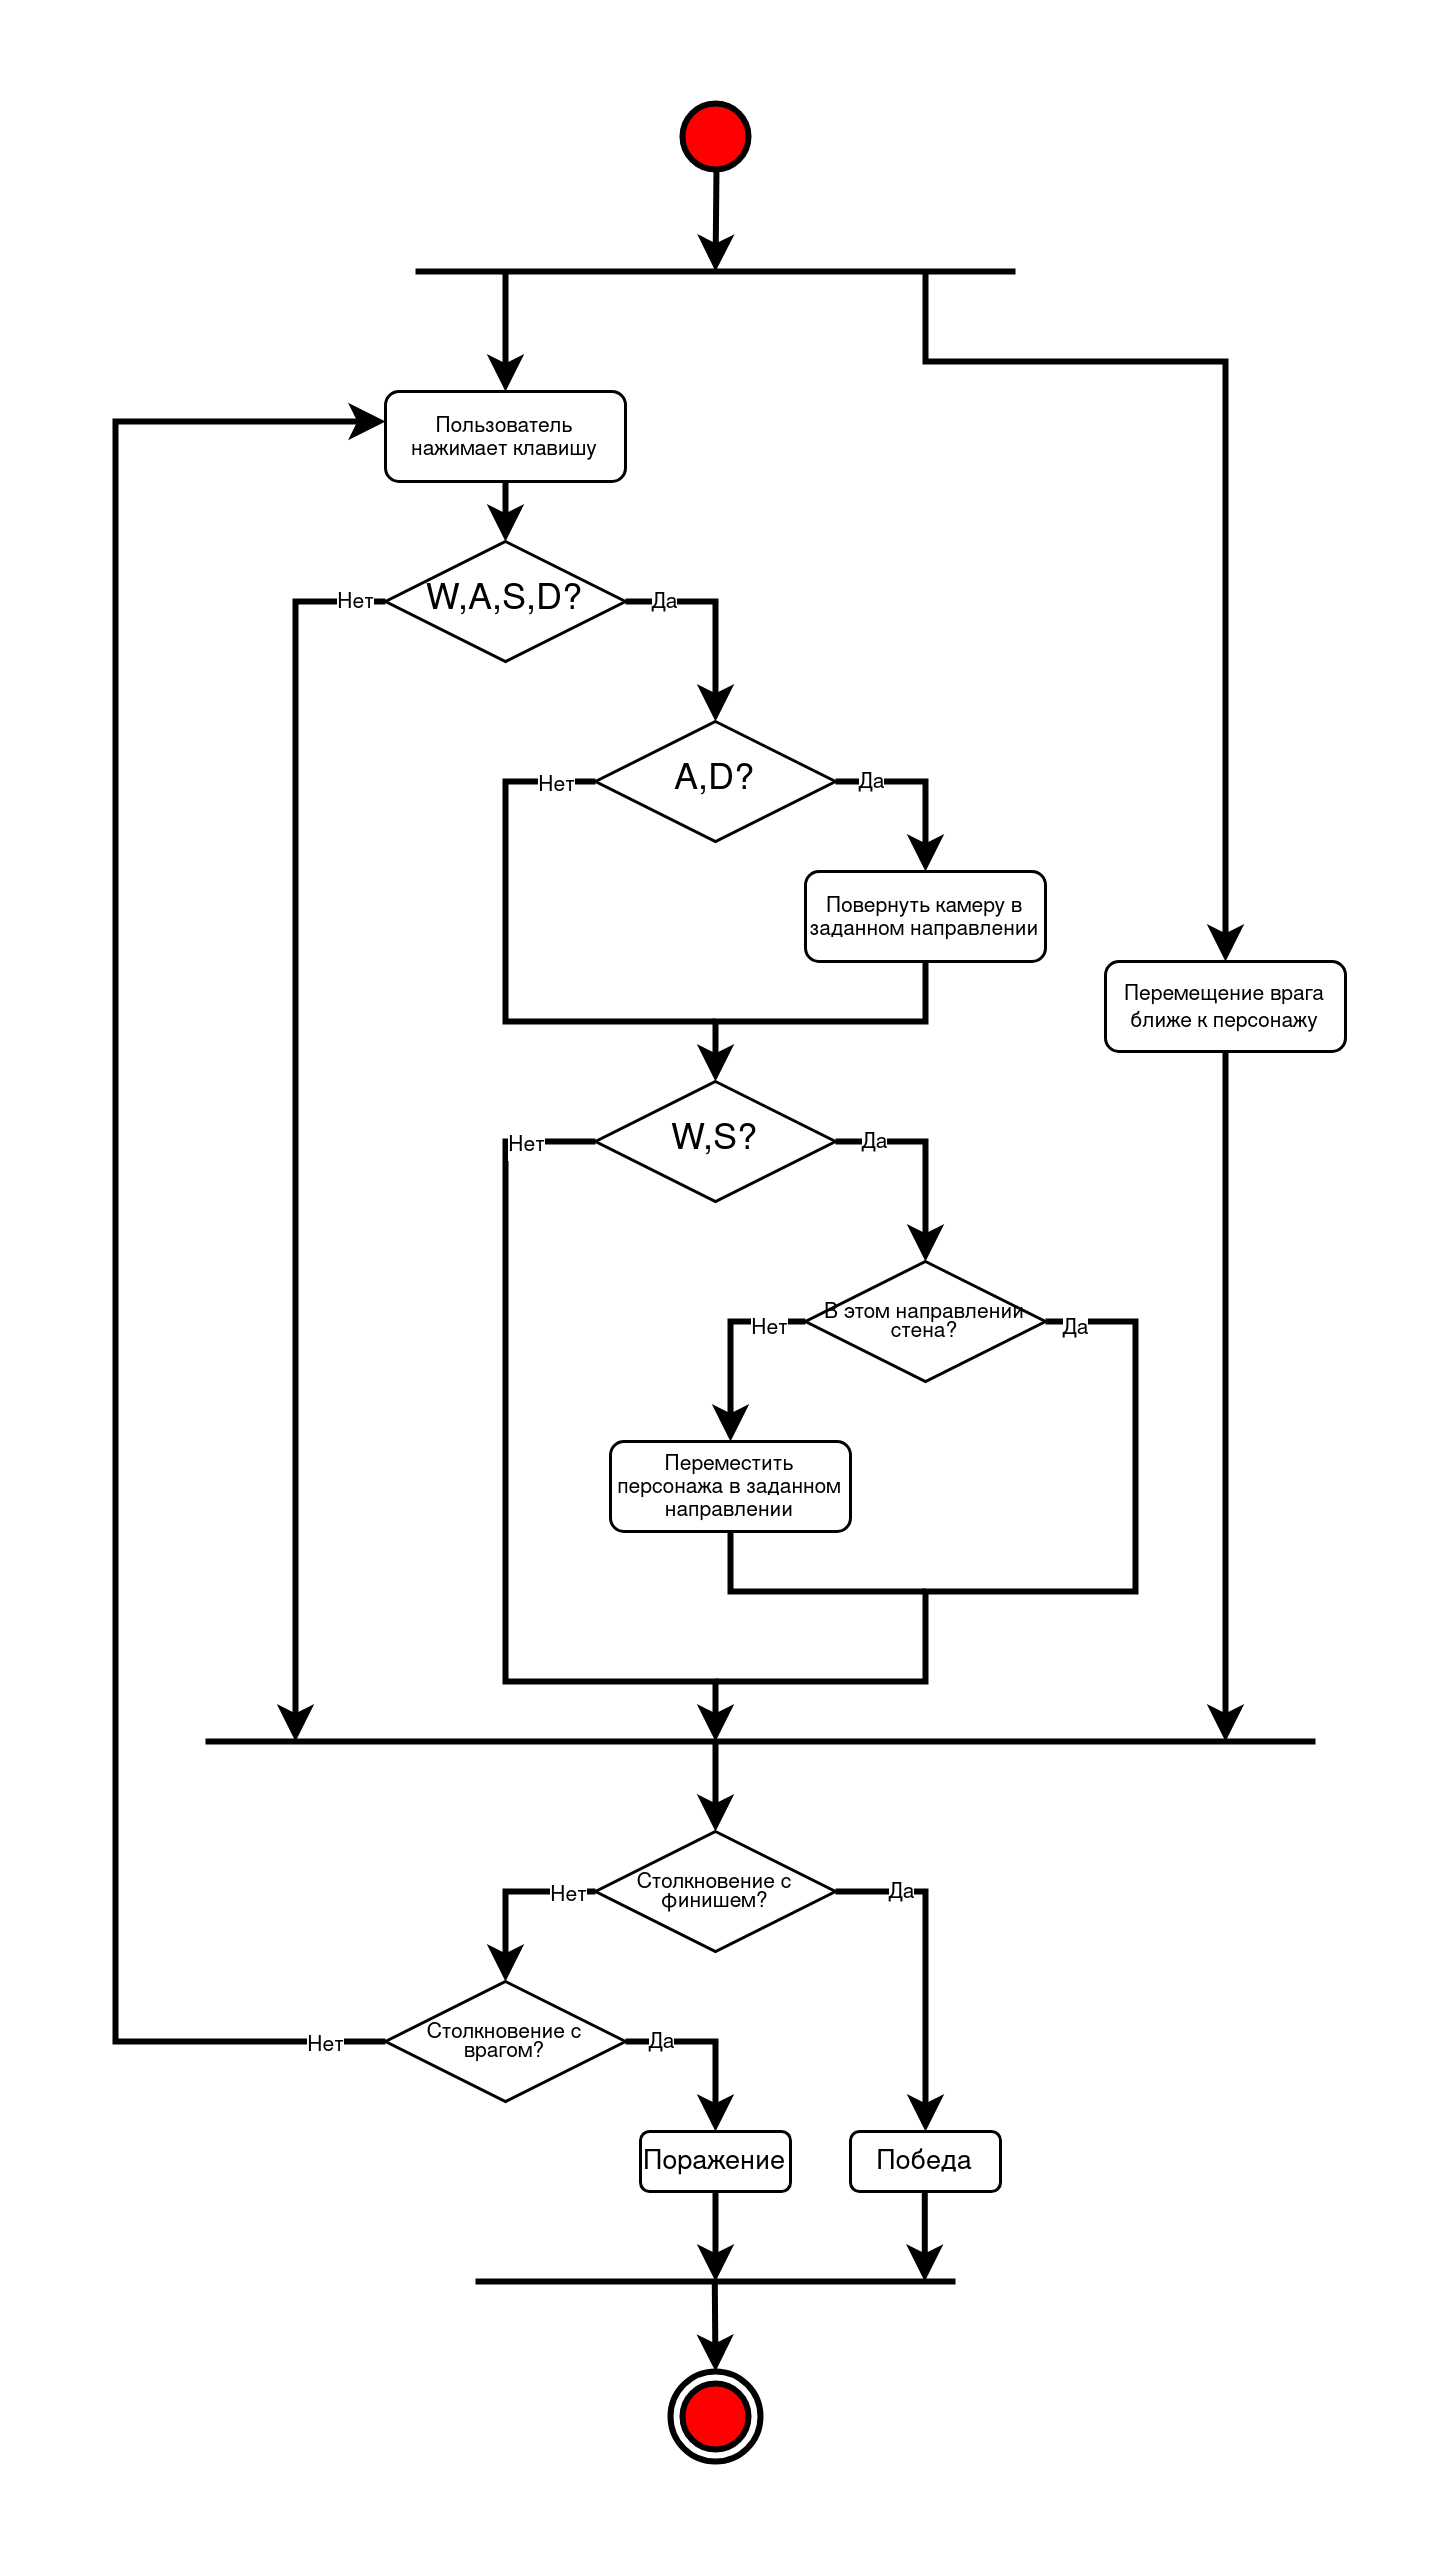 Пользователь
нажимает клавишу
W,A,S,D?
Нет
Да
A,D?
Нет
Да
Повернуть камеру в
заданном направлении
Перемещение врага
ближе к персонажу
W,S?
Нет
Да
В этом направлении
стена?
Нет
Да
Переместить
персонажа в заданном
направлении
Столкновение с
финишем?
Нет
Да
Столкновение с
врагом?
Нет
Да
Поражение
Победа